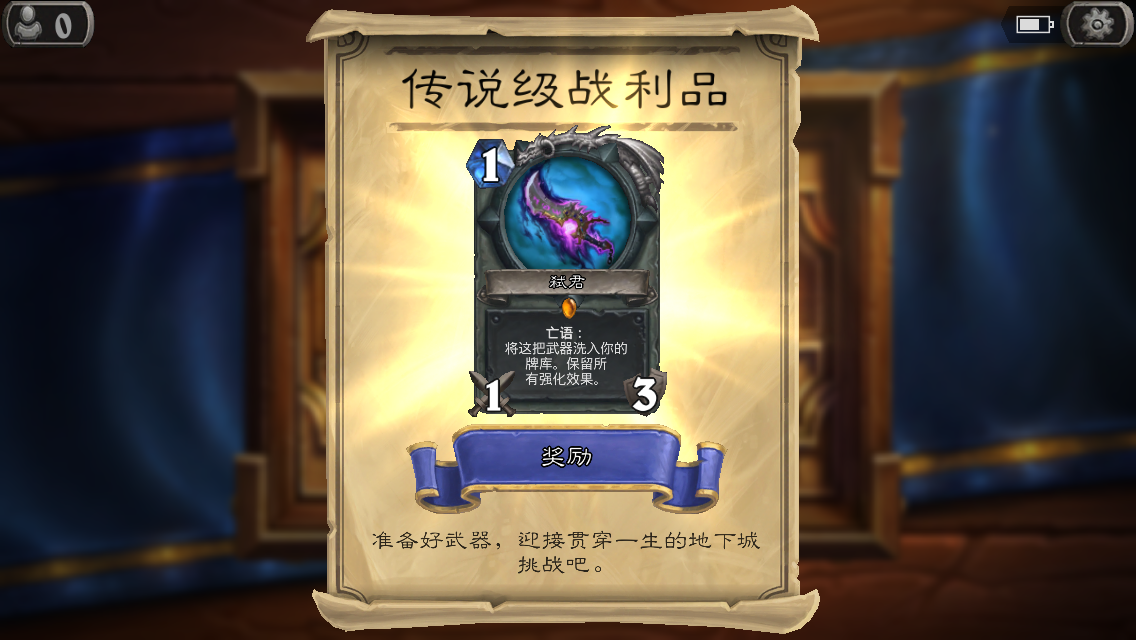 0
传说级战利品
1
弑君
亡语：
将这把武器洗入你的
牌库。保留所
有强化效果。
1
3
奖励
准备好武器，迎接贯穿一生的地下城
挑战吧。